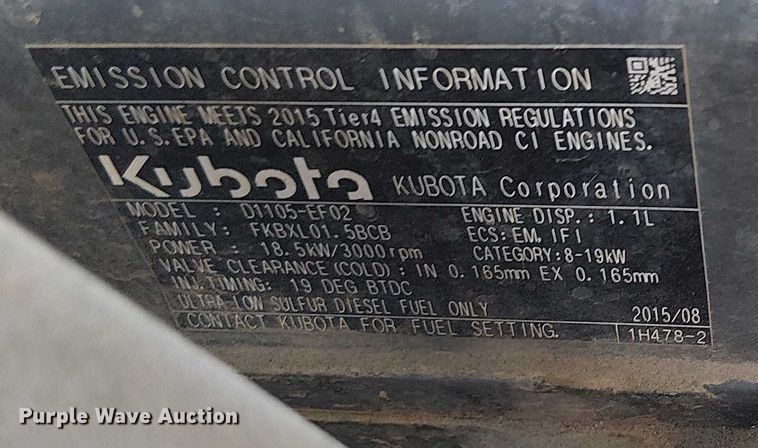 EMISSION CONTROL INFORMATION
THIS ENGINE MEETS 2015 Tier4 EMISSION REGULATIONS
FOR U.S.EPA AND CALIFORNIA NONROAD CI ENGINES.
Kubota KUBOTA Corporation
MODEL : D1105-EF02 ENGINE DISP.: 1.1L
FAMILY: FKBXL01.5BCB ECS: EM, IFI
POWER : 18.5kW/3000rpm CATEGORY: 8-19kW
VALVE CLEARANCE (COLD) : IN 0.165mm EX 0.165mm
INJ.TIMING: 19 DEG BTDC
ULTRA-LOW SULFUR DIESEL FUEL ONLY 2015/08
CONTACT KUBOTA FOR FUEL SETTING. 1H478-2
Purple Wave Auction